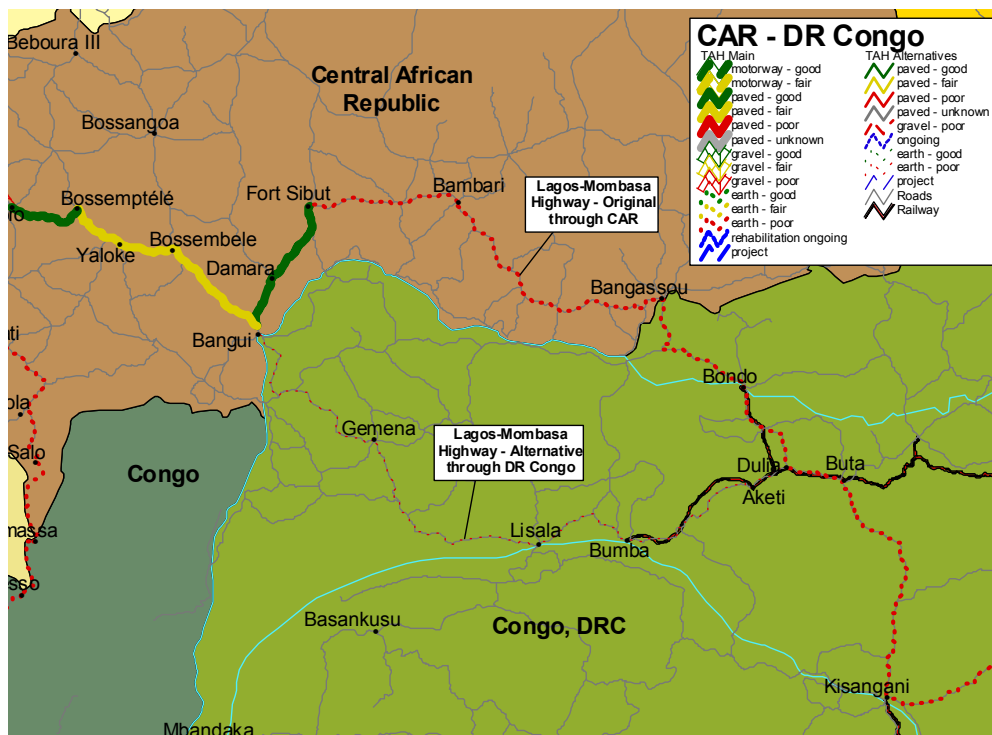 CAR - DR Congo
TAH Main
motorway - good
motorway - fair
paved - good
paved - fair
paved - poor
paved - unknown
gravel - good
gravel - fair
gravel - poor
earth - good
earth - fair
earth - poor
rehabilitation ongoing
project
TAH Alternatives
paved - good
paved - fair
paved - poor
paved - unknown
gravel - poor
ongoing
earth - good
earth - poor
project
Roads
Railway
Beboura III
Central African
Republic
Bossangoa
Bossemptélé
Fort Sibut
Bambari
Lagos-Mombasa
Highway - Original
through CAR
Yaloke
Bossembele
Damara
Bangassou
Bangui
Bondo
Gemena
Lagos-Mombasa
Highway - Alternative
through DR Congo
Salo
Congo
Dulia
Buta
Aketi
massa
Lisala
Bumba
sso
Basankusu
Congo, DRC
Kisangani
Mbandaka